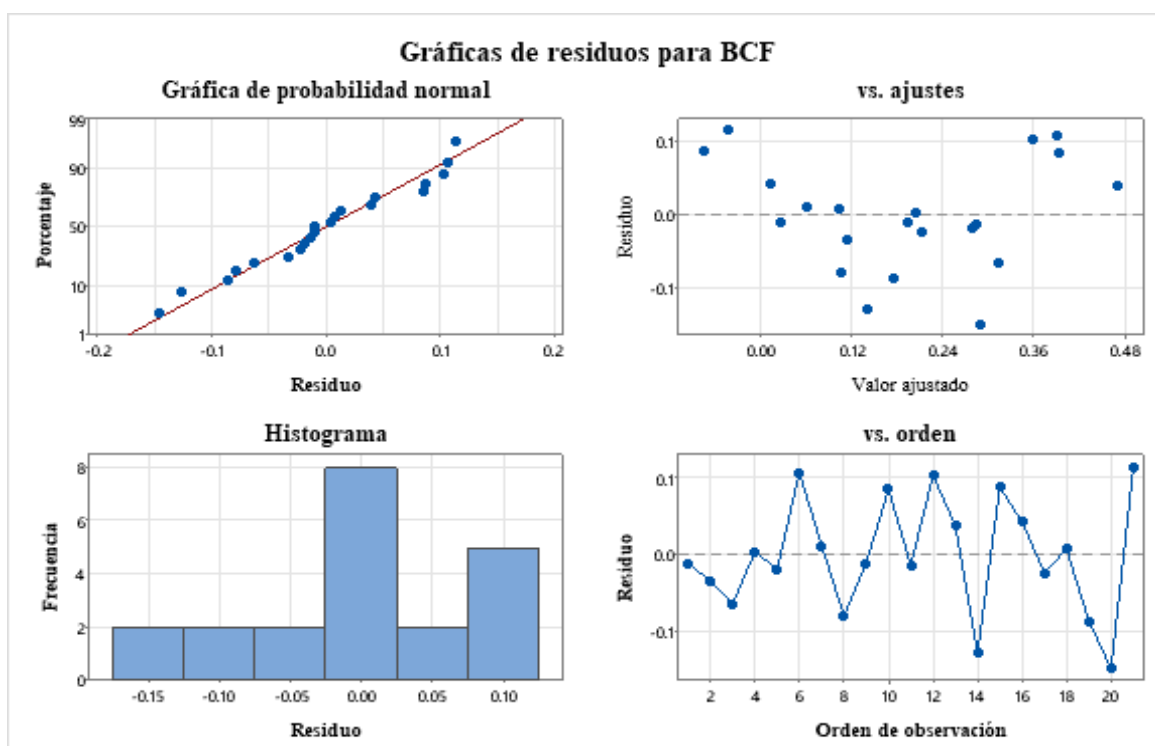 Gráficas de residuos para BCF
Gráfica de probabilidad normal
99
90
50
10
1
Porcentaje
-0.2 -0.1 0.0 0.1 0.2
Residuo
vs. ajustes
0.1
0.0
-0.1
Residuo
0.00 0.12 0.24 0.36 0.48
Valor ajustado
Histograma
8
6
4
2
0
Frecuencia
-0.15 -0.10 -0.05 0.00 0.05 0.10
Residuo
vs. orden
0.1
0.0
-0.1
Residuo
2 4 6 8 10 12 14 16 18 20
Orden de observación